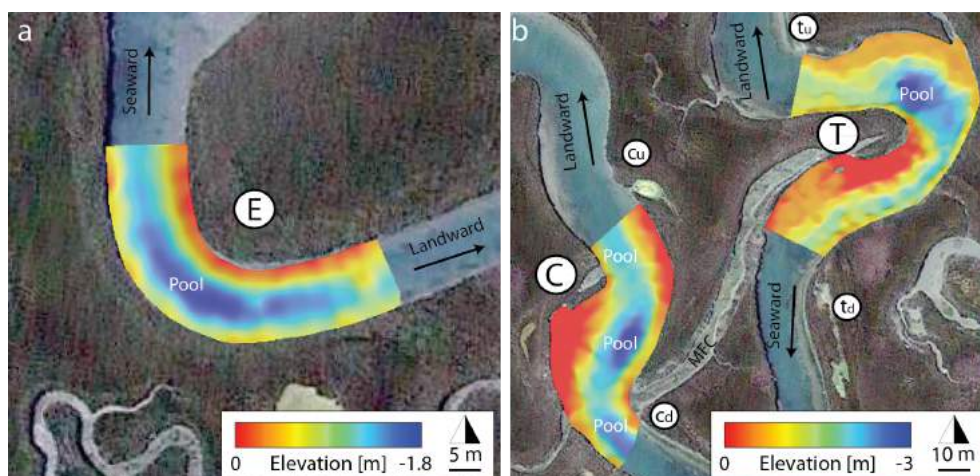 a
Seaward
E
Landward
Pool
0 Elevation [m] -1.8
5 m
b
tu
Landward
Landward
Pool
T
Cu
C
Pool
Pool
Pool
MFC
Seaward
td
Cd
0 Elevation [m] -3
10 m